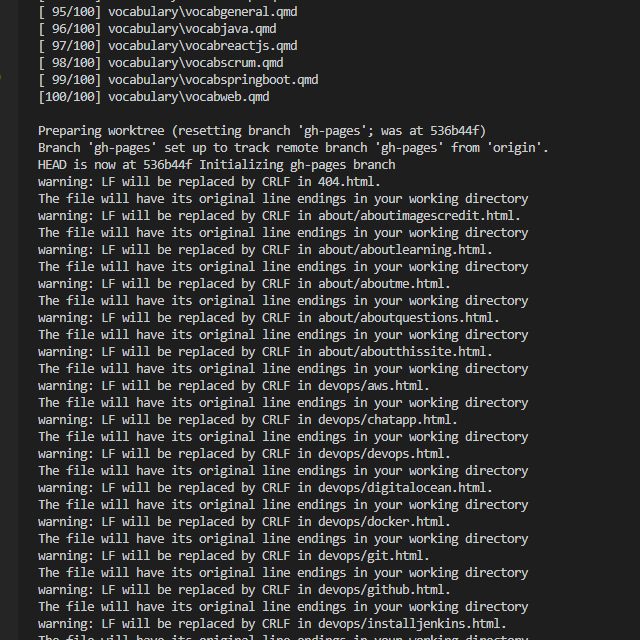 [ 95/100] vocabulary\vocabgeneral.qmd
[ 96/100] vocabulary\vocabjava.qmd
[ 97/100] vocabulary\vocabreactjs.qmd
[ 98/100] vocabulary\vocabscrum.qmd
[ 99/100] vocabulary\vocabspringboot.qmd
[100/100] vocabulary\vocabweb.qmd
Preparing worktree (resetting branch 'gh-pages'; was at 536b44f)
Branch 'gh-pages' set up to track remote branch 'gh-pages' from 'origin'.
HEAD is now at 536b44f Initializing gh-pages branch
warning: LF will be replaced by CRLF in 404.html.
The file will have its original line endings in your working directory
warning: LF will be replaced by CRLF in about/aboutimagescredit.html.
The file will have its original line endings in your working directory
warning: LF will be replaced by CRLF in about/aboutlearning.html.
The file will have its original line endings in your working directory
warning: LF will be replaced by CRLF in about/aboutme.html.
The file will have its original line endings in your working directory
warning: LF will be replaced by CRLF in about/aboutquestions.html.
The file will have its original line endings in your working directory
warning: LF will be replaced by CRLF in about/aboutthissite.html.
The file will have its original line endings in your working directory
warning: LF will be replaced by CRLF in devops/aws.html.
The file will have its original line endings in your working directory
warning: LF will be replaced by CRLF in devops/chatapp.html.
The file will have its original line endings in your working directory
warning: LF will be replaced by CRLF in devops/devops.html.
The file will have its original line endings in your working directory
warning: LF will be replaced by CRLF in devops/digitalocean.html.
The file will have its original line endings in your working directory
warning: LF will be replaced by CRLF in devops/docker.html.
The file will have its original line endings in your working directory
warning: LF will be replaced by CRLF in devops/git.html.
The file will have its original line endings in your working directory
warning: LF will be replaced by CRLF in devops/github.html.
The file will have its original line endings in your working directory
warning: LF will be replaced by CRLF in devops/installjenkins.html.
The file will have its original line endings in your working directory